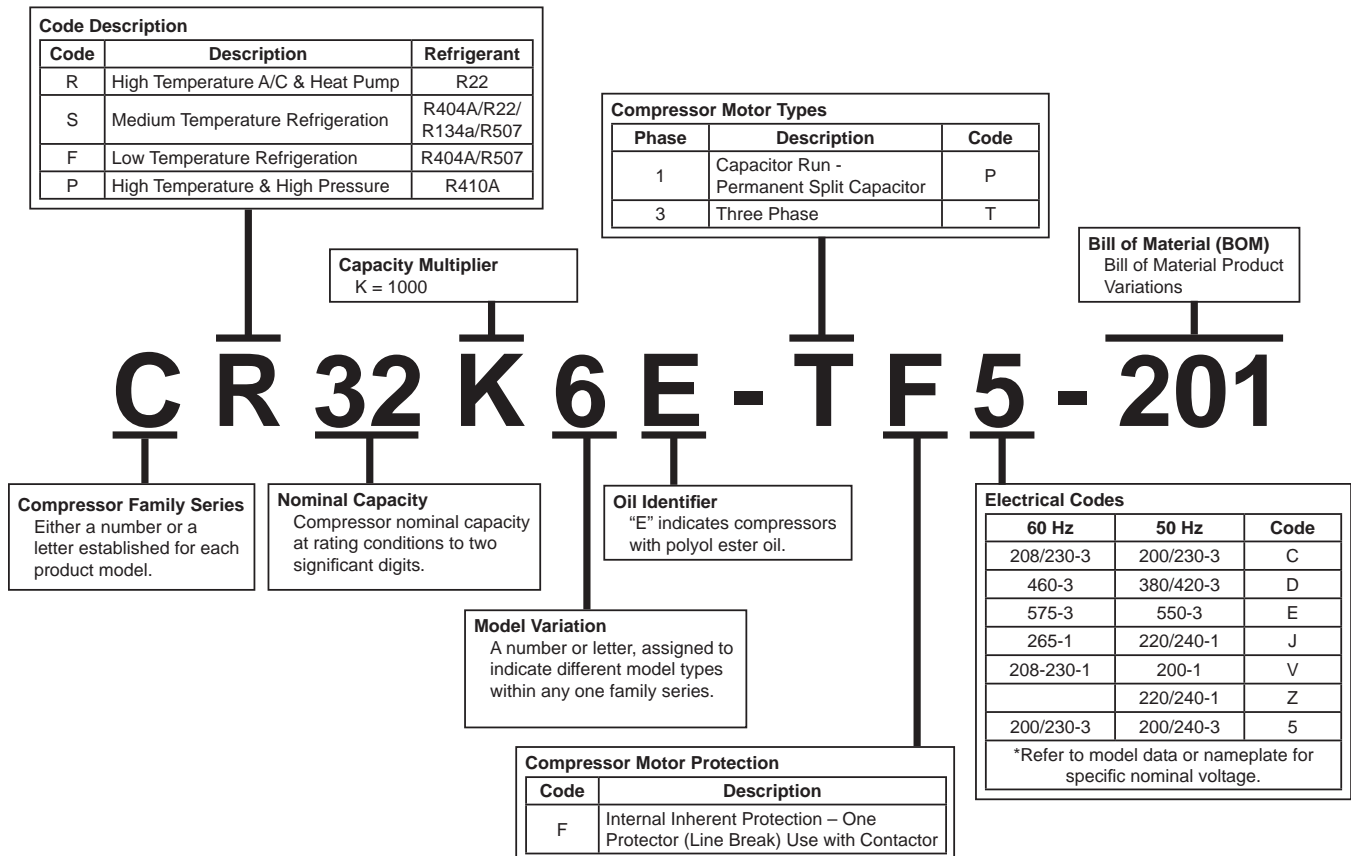 Code Description
Code Description Refrigerant
R High Temperature A/C & Heat Pump R22
S Medium Temperature Refrigeration R404A/R22/
R134a/R507
F Low Temperature Refrigeration R404A/R507
P High Temperature & High Pressure R410A
Compressor Motor Types
Phase Description Code
1 Capacitor Run -
Permanent Split Capacitor P
3 Three Phase T
Capacity Multiplier
K = 1000
Bill of Material (BOM)
Bill of Material Product
Variations
C R 32 K 6 E - T F 5 - 201
Compressor Family Series
Either a number or a
letter established for each
product model.
Nominal Capacity
Compressor nominal capacity
at rating conditions to two
significant digits.
Oil Identifier
“E” indicates compressors
with polyol ester oil.
Model Variation
A number or letter, assigned to
indicate different model types
within any one family series.
Electrical Codes
60 Hz 50 Hz Code
208/230-3 200/230-3 C
460-3 380/420-3 D
575-3 550-3 E
265-1 220/240-1 J
208-230-1 200-1 V
220/240-1 Z
200/230-3 200/240-3 5
*Refer to model data or nameplate for
specific nominal voltage.
Compressor Motor Protection
Code Description
F Internal Inherent Protection – One
Protector (Line Break) Use with Contactor